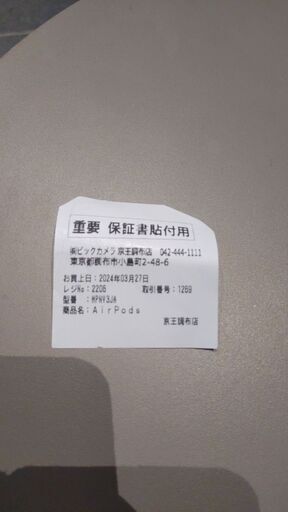 重要 保証書貼付用
㈱ビックカメラ 京王調布店 042-444-1111
東京都調布市小島町2-48-6
お買上日：2024年03月27日
レジNo：2206 取引番号：1269
型番 ：MPNY3JA
商品名：AirPods
京王調布店